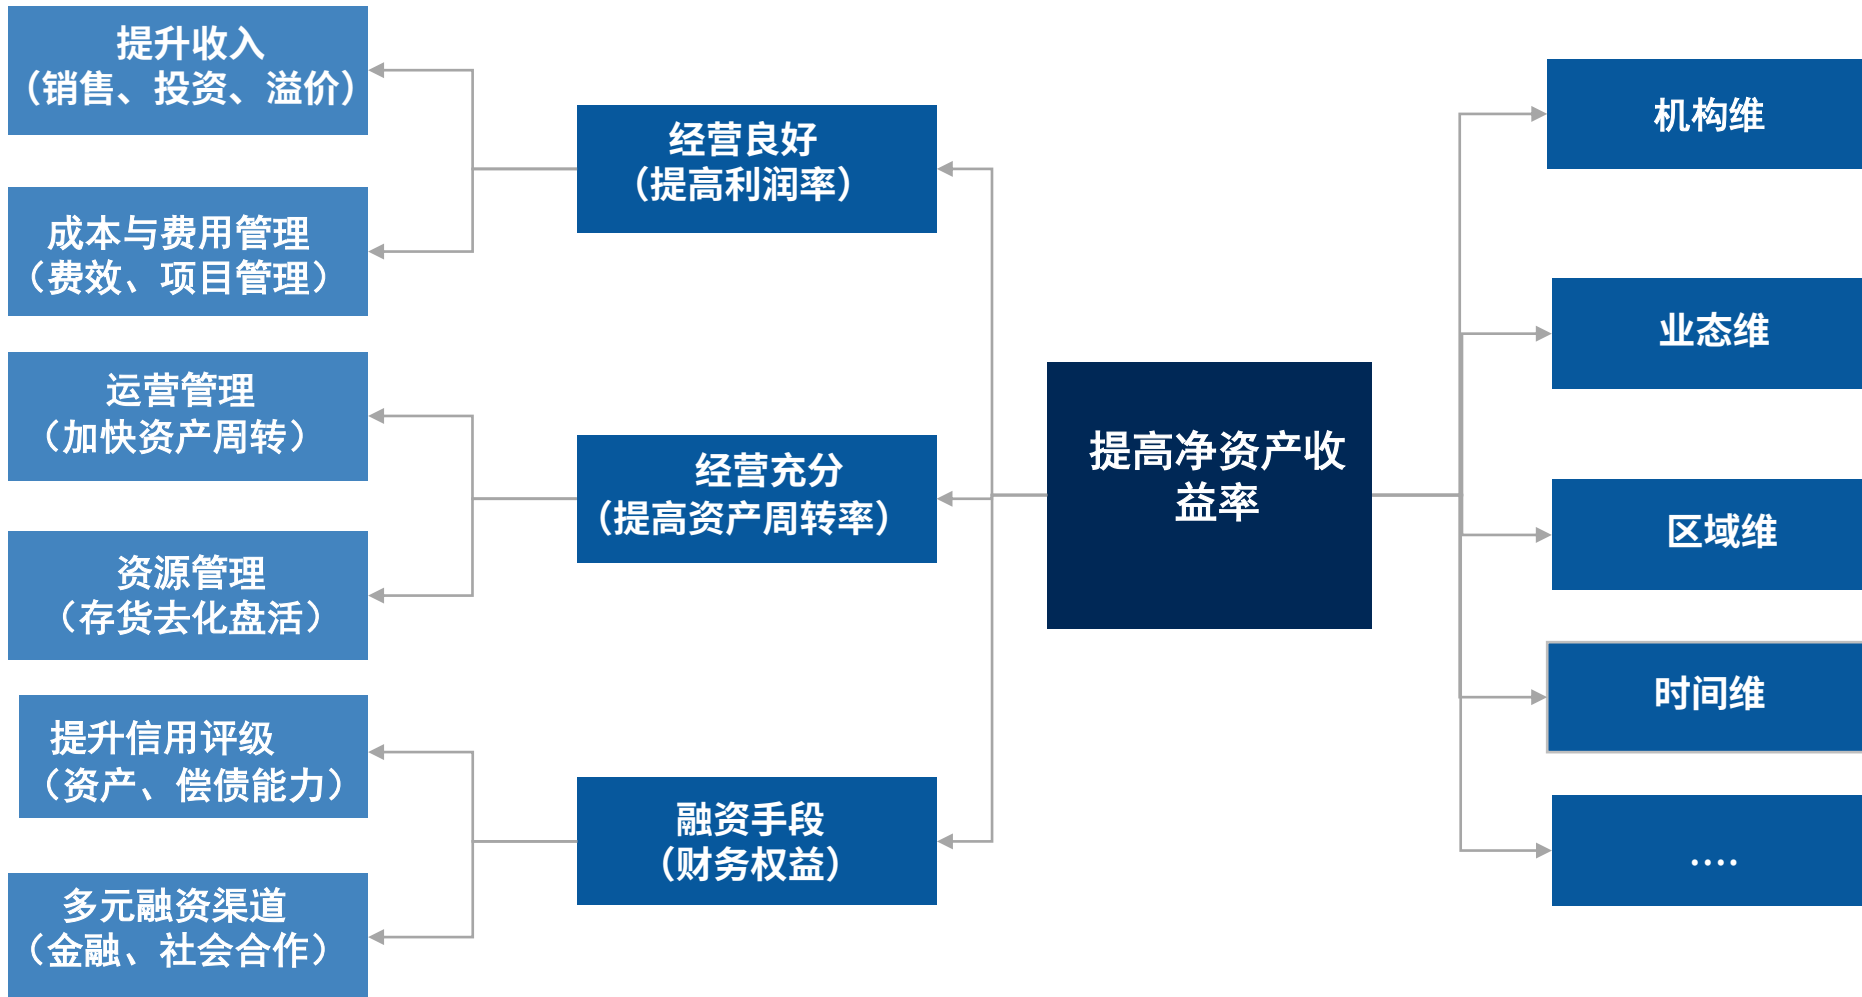 提升收入
（销售、投资、溢价）
成本与费用管理
（费效、项目管理）
运营管理
（加快资产周转）
资源管理
（存货去化盘活）
提升信用评级
（资产、偿债能力）
多元融资渠道
（金融、社会合作）
经营良好
（提高利润率）
经营充分
（提高资产周转率）
融资手段
（财务权益）
提高净资产收
益率
机构维
业态维
区域维
时间维
....